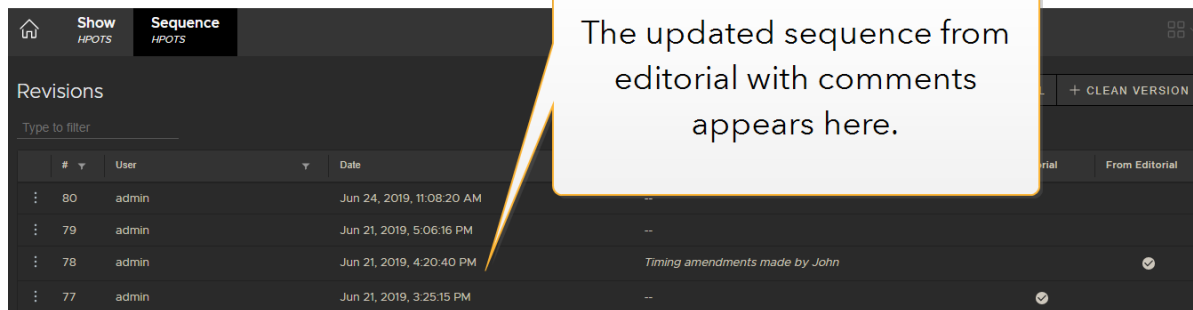 Show
HPOTS
Sequence
HPOTS
The updated sequence from
editorial with comments
appears here.
Revisions
+ CLEAN VERSION
Type to filter
# User Date From Editorial
80 admin Jun 24, 2019, 11:08:20 AM --
79 admin Jun 21, 2019, 5:06:16 PM --
78 admin Jun 21, 2019, 4:20:40 PM Timing amendments made by John
77 admin Jun 21, 2019, 3:25:15 PM --